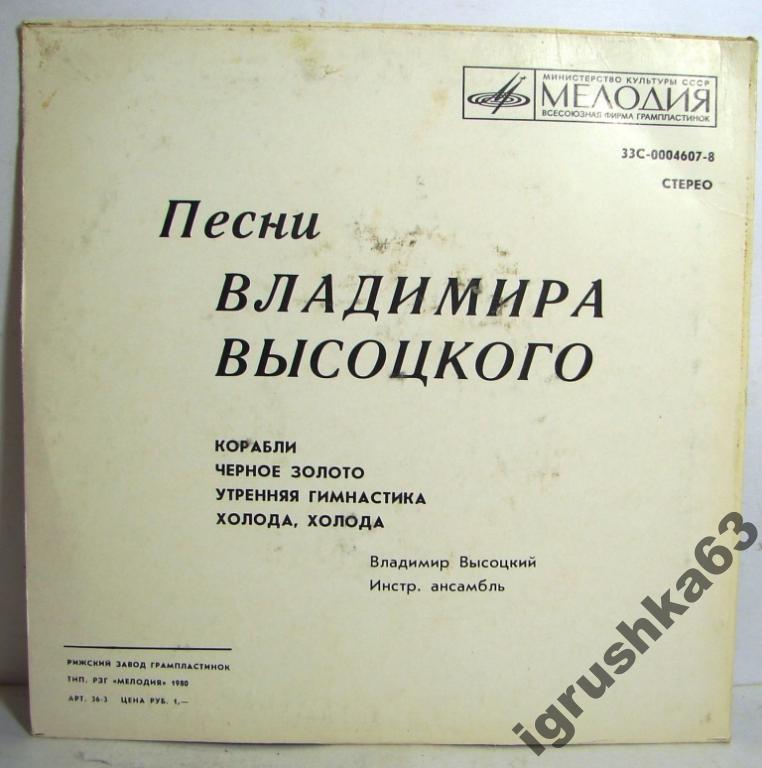 МИНИСТЕРСТВО КУЛЬТУРЫ СССР
МЕЛОДИЯ
ВСЕСОЮЗНАЯ ФИРМА ГРАМПЛАСТИНОК
33С-0004607-8
СТЕРЕО
Песни
ВЛАДИМИРА
ВЫСОЦКОГО
КОРАБЛИ
ЧЕРНОЕ ЗОЛОТО
УТРЕННЯЯ ГИМНАСТИКА
ХОЛОДА, ХОЛОДА
Владимир Высоцкий
Инстр. ансамбль
РИЖСКИЙ ЗАВОД ГРАМПЛАСТИНОК
ТИП. РЗГ «МЕЛОДИЯ» 1980
АРТ. 36-3 ЦЕНА РУБ. 1,—
igrushka63